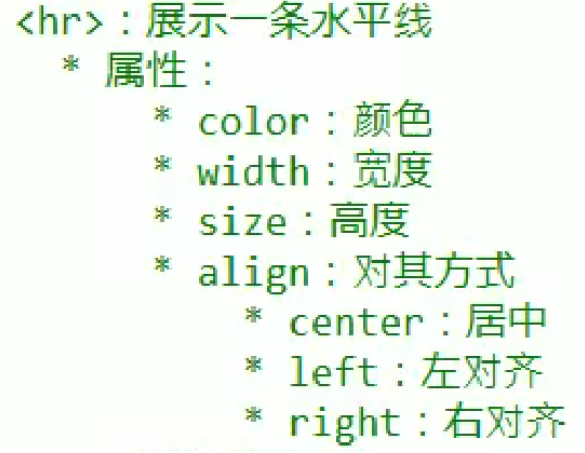 <hr>：展示一条水平线
* 属性：
* color：颜色
* width：宽度
* size：高度
* align：对其方式
* center：居中
* left：左对齐
* right：右对齐